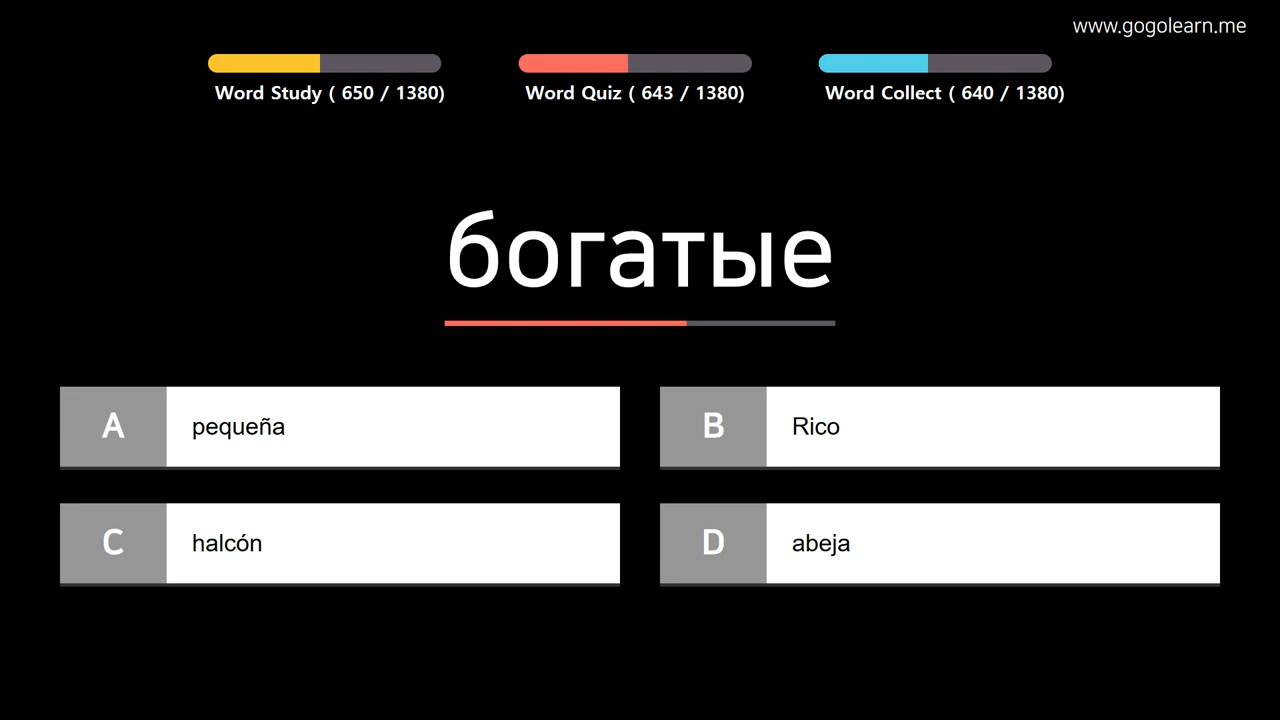 www.gogolearn.me
Word Study ( 650 / 1380)
Word Quiz ( 643 / 1380)
Word Collect ( 640 / 1380)
богатые
A pequeña
B Rico
C halcón
D abeja